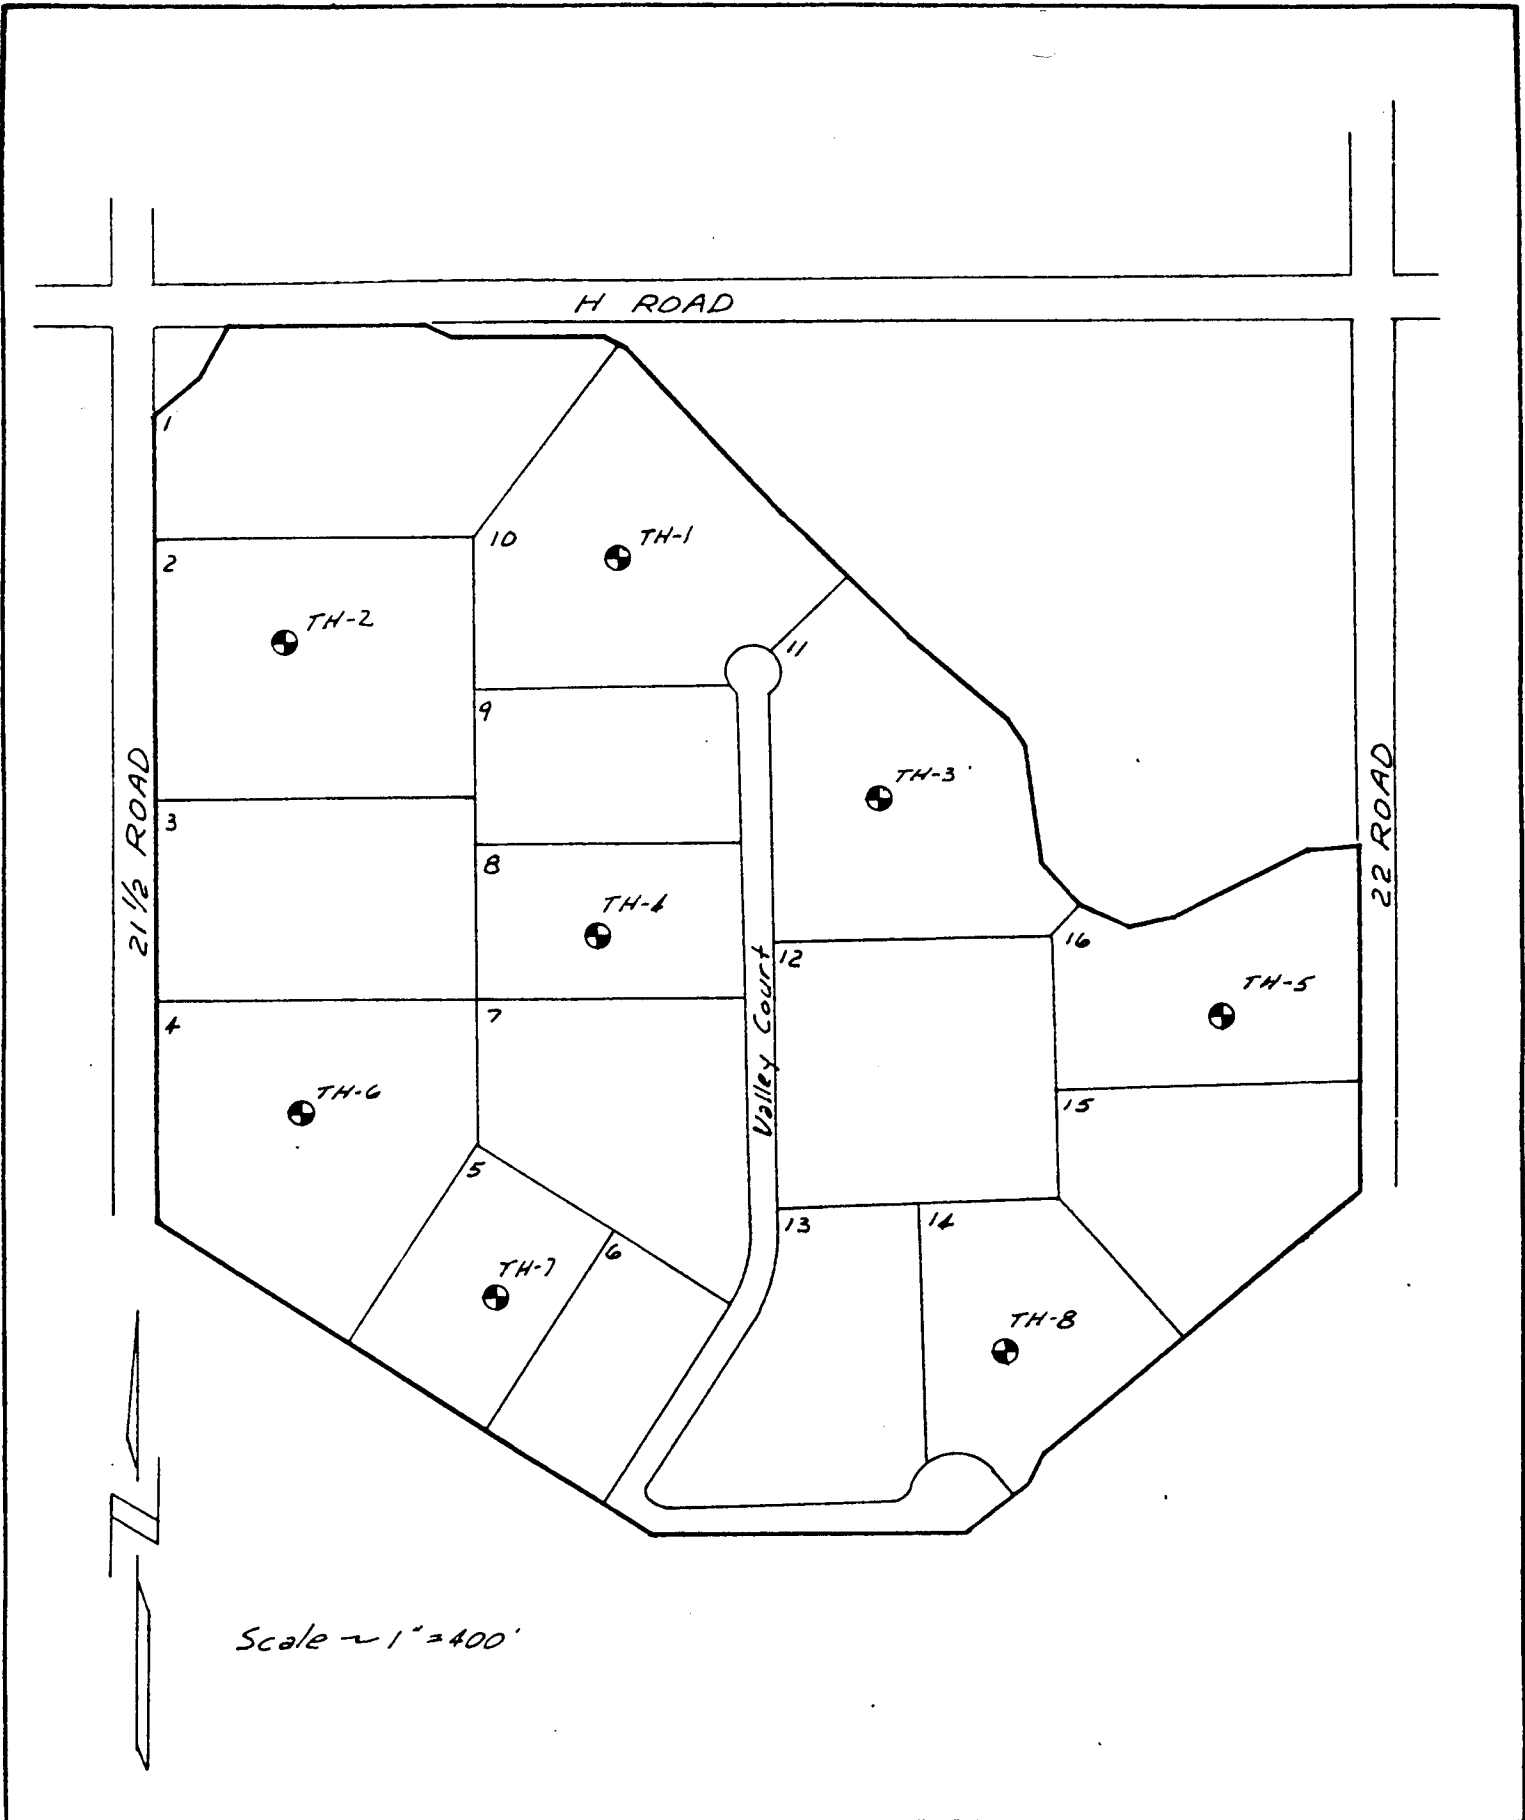 H ROAD
1
10
TH-1
2
TH-2
11
9
TH-3
21 1/2 ROAD
22 ROAD
3
8
TH-4
16
12
Valley Court
TH-5
4
7
TH-6
15
5
13
14
6
TH-7
TH-8
N
Scale ~ 1" = 400'